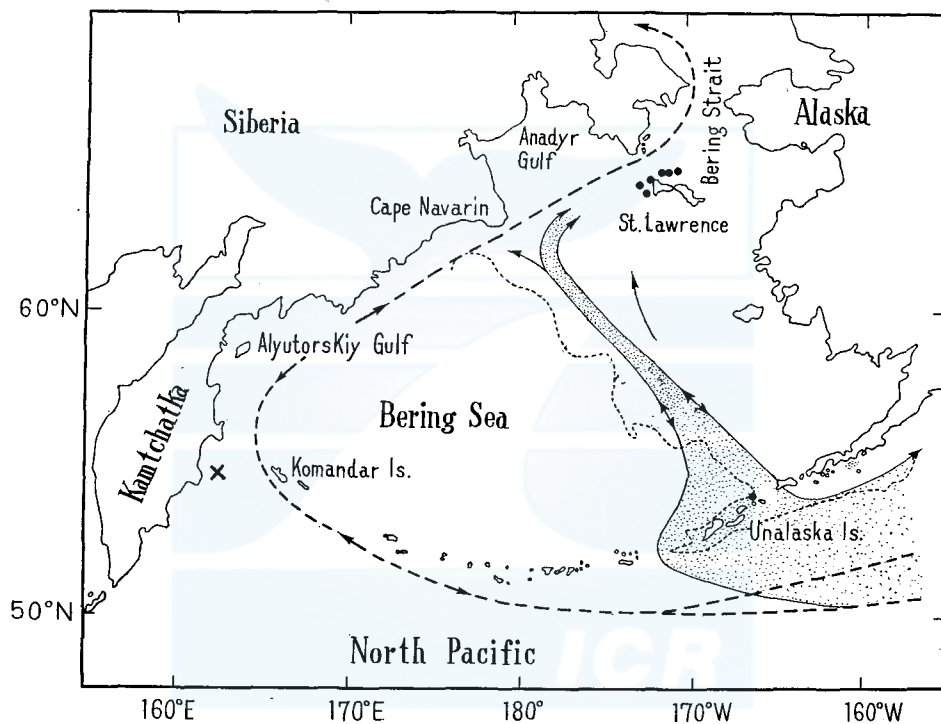 Siberia
Anadyr
Gulf
Bering Strait
Alaska
Cape Navarin
St. Lawrence
60°N
Alyutorskiy Gulf
Bering Sea
Kamtchatka
Komandar Is.
Unalaska Is.
50°N
North Pacific
ICR
160°E
170°E
180°
170°W
160°W